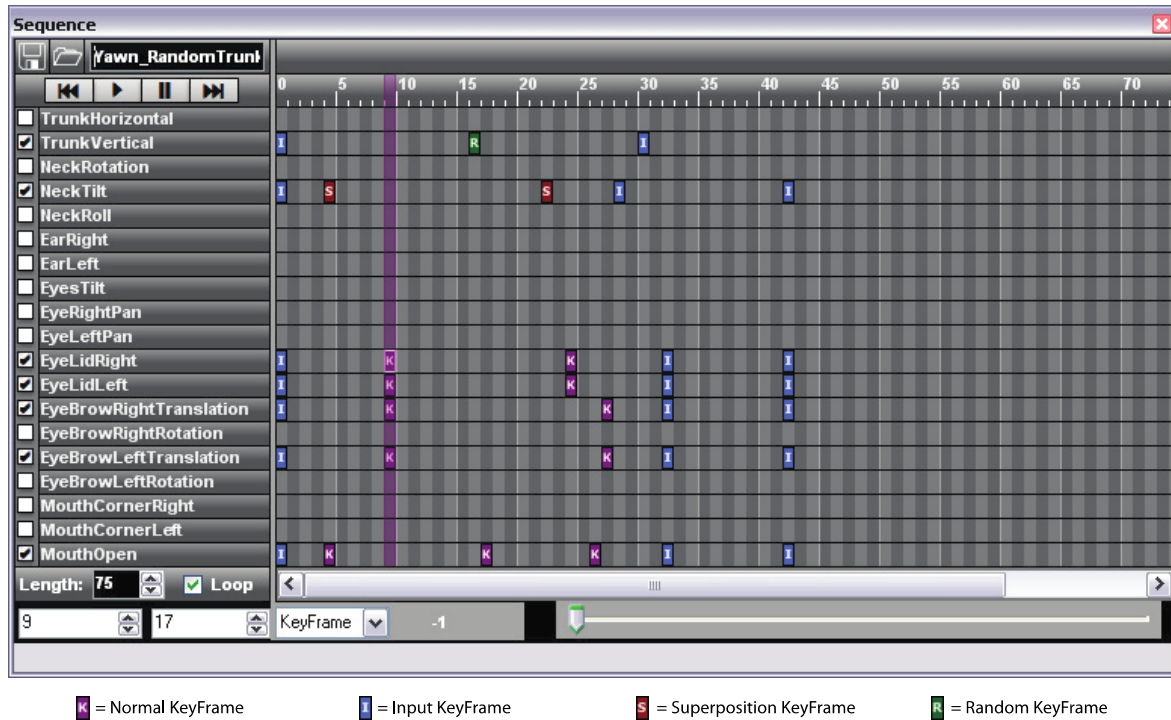 Sequence
Yawn_RandomTrunk
0 5 10 15 20 25 30 35 40 45 50 55 60 65 70
TrunkHorizontal
TrunkVertical I R I
NeckRotation
NeckTilt I S S I I
NeckRoll
EarRight
EarLeft
EyesTilt
EyeRightPan
EyeLeftPan
EyeLidRight I K K I I
EyeLidLeft I K K I I
EyeBrowRightTranslation I K K I I
EyeBrowRightRotation
EyeBrowLeftTranslation I K K I I
EyeBrowLeftRotation
MouthCornerRight
MouthCornerLeft
MouthOpen I K K K I I
Length: 75 Loop
9 17 KeyFrame -1
K = Normal KeyFrame I = Input KeyFrame S = Superposition KeyFrame R = Random KeyFrame